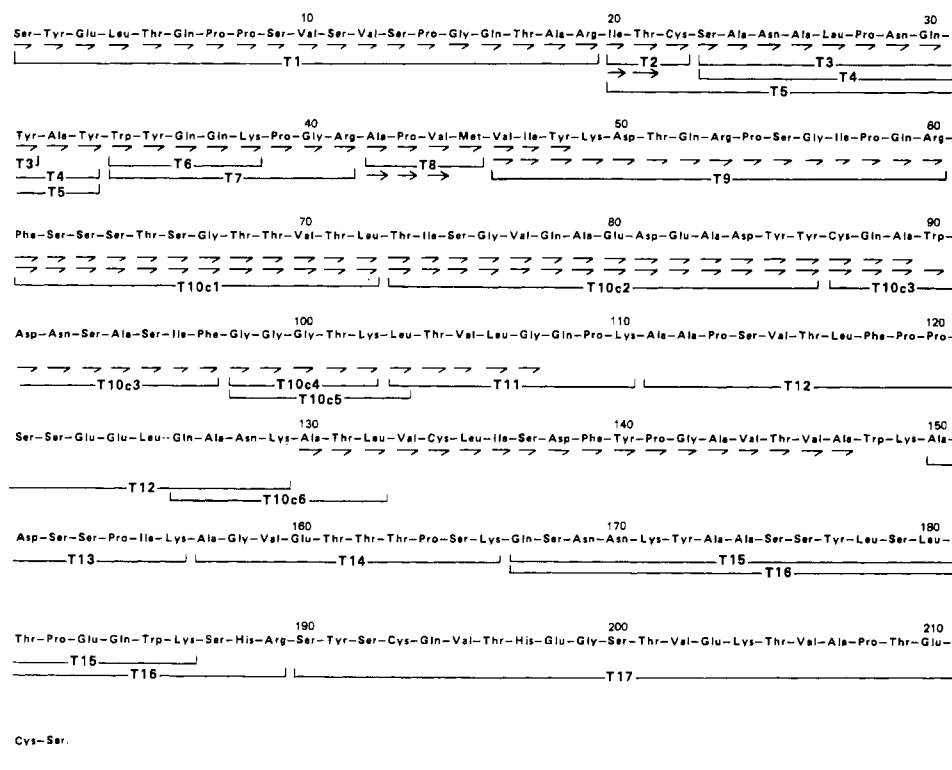 10 20 30
Ser-Tyr-Glu-Leu-Thr-Gln-Pro-Pro-Ser-Val-Ser-Val-Ser-Pro-Gly-Gln-Thr-Ala-Arg-Ile-Thr-Cys-Ser-Ala-Asn-Ala-Leu-Pro-Asn-Gln-
T1 T2 T3
T4
T5
40 50 60
Tyr-Ala-Tyr-Trp-Tyr-Gln-Gln-Lys-Pro-Gly-Arg-Ala-Pro-Val-Met-Val-Ile-Tyr-Lys-Asp-Thr-Gln-Arg-Pro-Ser-Gly-Ile-Pro-Gln-Arg-
T3 T6 T8
T4 T7 T9
T5
70 80 90
Phe-Ser-Ser-Ser-Thr-Ser-Gly-Thr-Thr-Val-Thr-Leu-Thr-Ile-Ser-Gly-Val-Gln-Ala-Glu-Asp-Glu-Ala-Asp-Tyr-Tyr-Cys-Gln-Ala-Trp-
T10c1 T10c2 T10c3
100 110 120
Asp-Asn-Ser-Ala-Ser-Ile-Phe-Gly-Gly-Gly-Thr-Lys-Leu-Thr-Val-Leu-Gly-Gln-Pro-Lys-Ala-Ala-Pro-Ser-Val-Thr-Leu-Phe-Pro-Pro-
T10c3 T10c4 T11 T12
T10c5
130 140 150
Ser-Ser-Glu-Glu-Leu-Gln-Ala-Asn-Lys-Ala-Thr-Leu-Val-Cys-Leu-Ile-Ser-Asp-Phe-Tyr-Pro-Gly-Ala-Val-Thr-Val-Ala-Trp-Lys-Ala-
T12
T10c6
160 170 180
Asp-Ser-Ser-Pro-Ile-Lys-Ala-Gly-Val-Glu-Thr-Thr-Thr-Pro-Ser-Lys-Gln-Ser-Asn-Asn-Lys-Tyr-Ala-Ala-Ser-Ser-Tyr-Leu-Ser-Leu-
T13 T14 T15
T16
190 200 210
Thr-Pro-Glu-Gln-Trp-Lys-Ser-His-Arg-Ser-Tyr-Ser-Cys-Gln-Val-Thr-His-Glu-Gly-Ser-Thr-Val-Glu-Lys-Thr-Val-Ala-Pro-Thr-Glu-
T15
T16 T17
Cys-Ser.